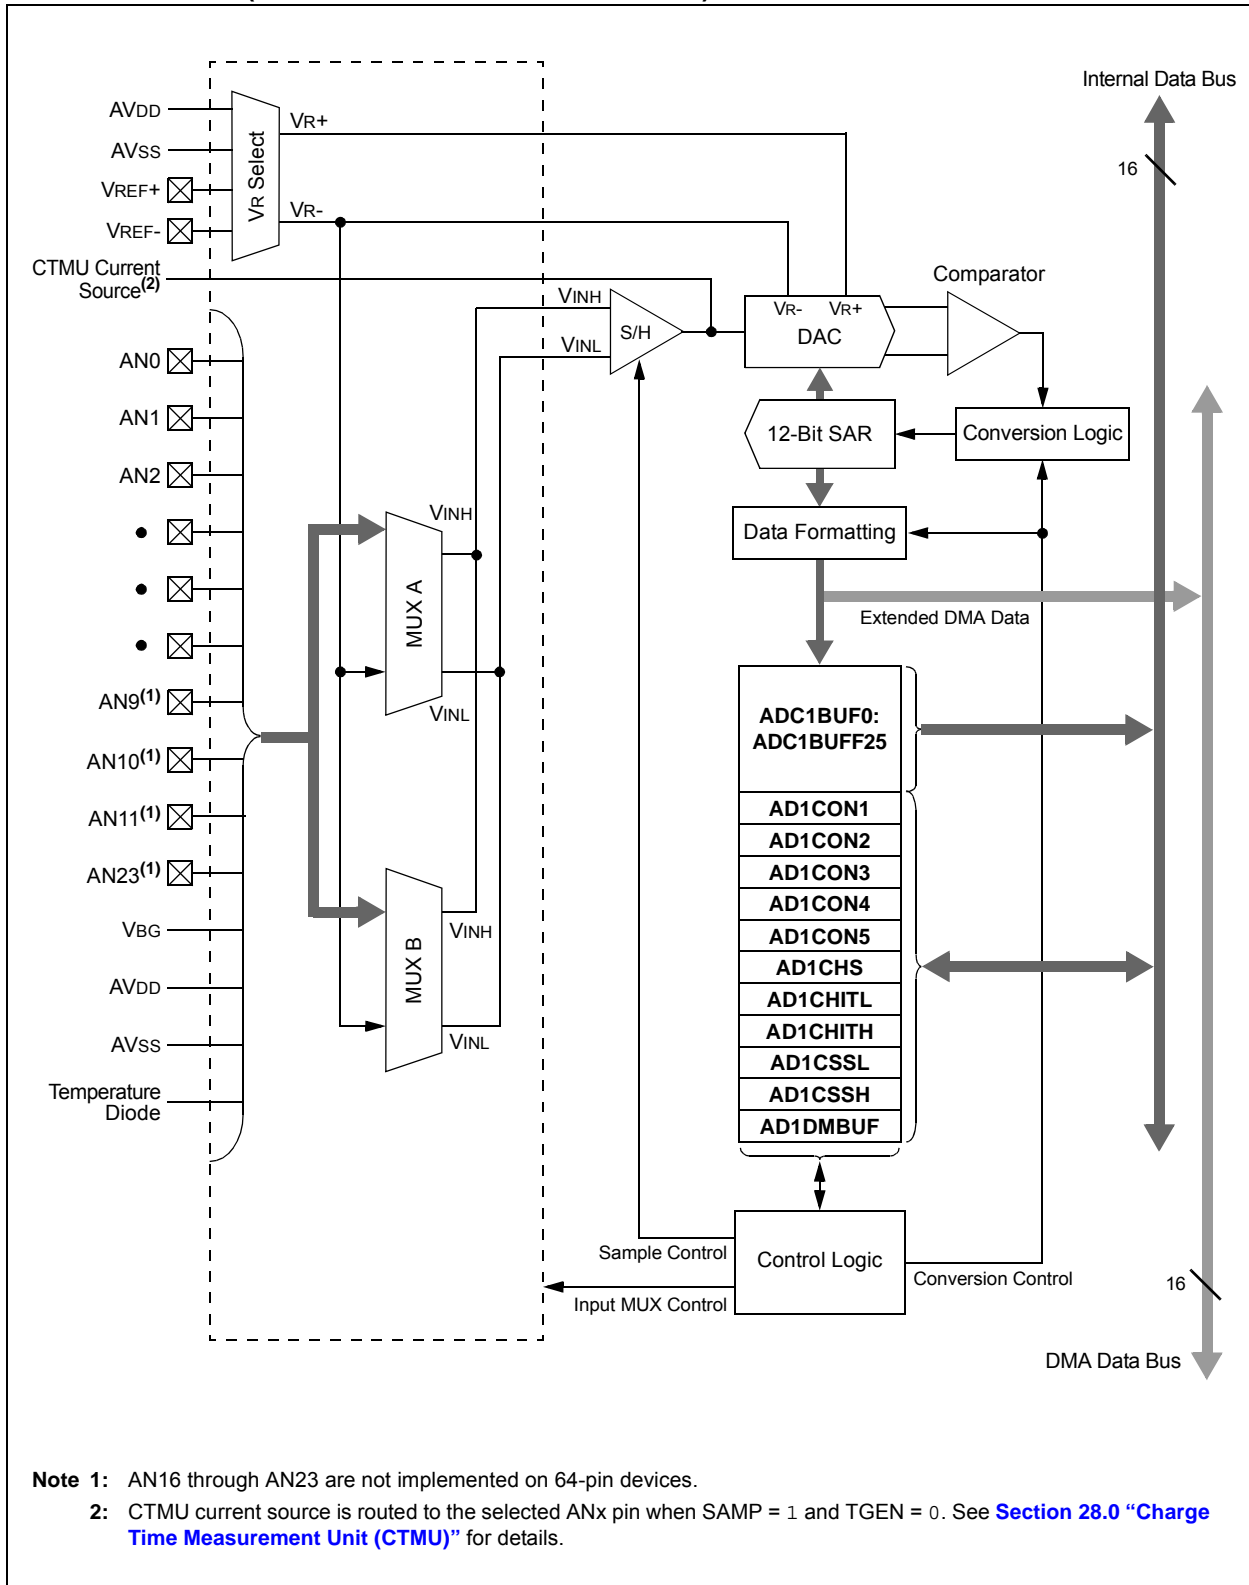 Internal Data Bus
AVDD
AVSS
VREF+
VREF-
VR Select
VR+
VR-
16
CTMU Current
Source(2)
VINH
VINL
S/H
VR- VR+
DAC
Comparator
AN0
AN1
AN2
•
•
•
AN9(1)
AN10(1)
AN11(1)
AN23(1)
VBG
AVDD
AVSS
Temperature
Diode
12-Bit SAR
Conversion Logic
Data Formatting
Extended DMA Data
VINH
MUX A
VINL
VINH
MUX B
VINL
ADC1BUF0:
ADC1BUFF25
AD1CON1
AD1CON2
AD1CON3
AD1CON4
AD1CON5
AD1CHS
AD1CHITL
AD1CHITH
AD1CSSL
AD1CSSH
AD1DMBUF
Sample Control
Control Logic
Conversion Control
Input MUX Control
16
DMA Data Bus
Note 1: AN16 through AN23 are not implemented on 64-pin devices.
2: CTMU current source is routed to the selected ANx pin when SAMP = 1 and TGEN = 0. See Section 28.0 “Charge
Time Measurement Unit (CTMU)” for details.